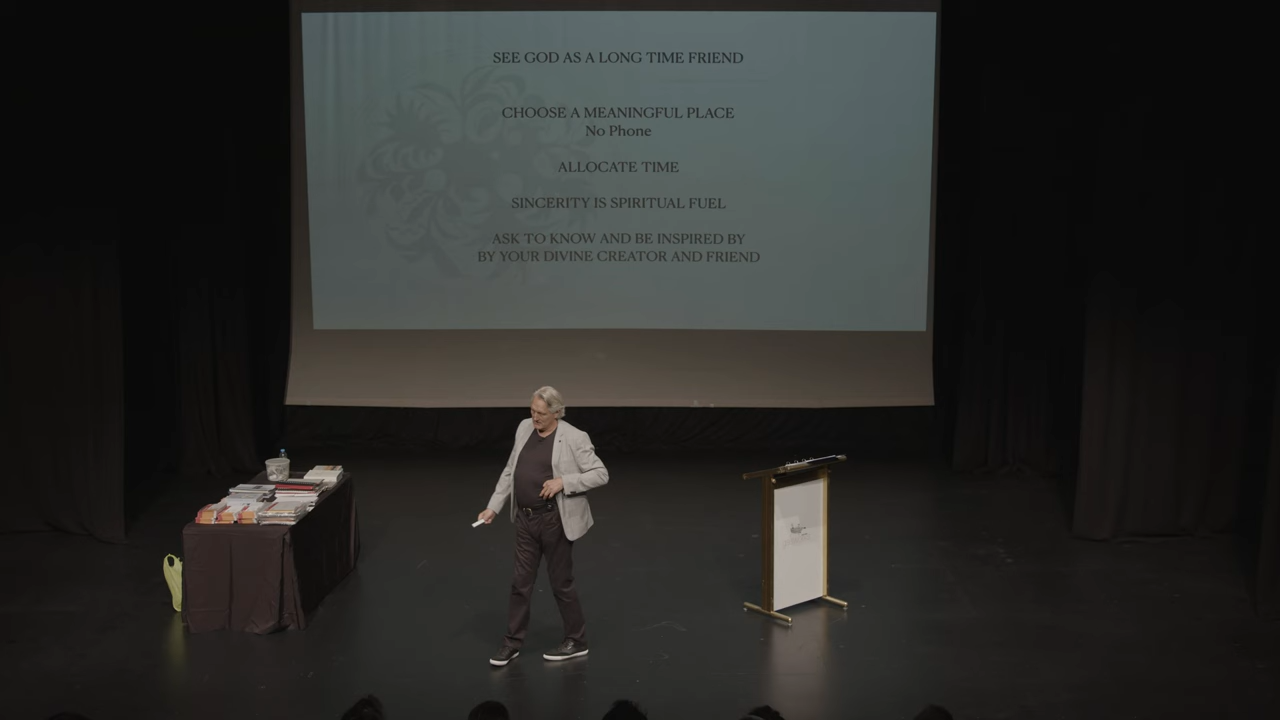 SEE GOD AS A LONG TIME FRIEND
CHOOSE A MEANINGFUL PLACE
No Phone
ALLOCATE TIME
SINCERITY IS SPIRITUAL FUEL
ASK TO KNOW AND BE INSPIRED BY
BY YOUR DIVINE CREATOR AND FRIEND